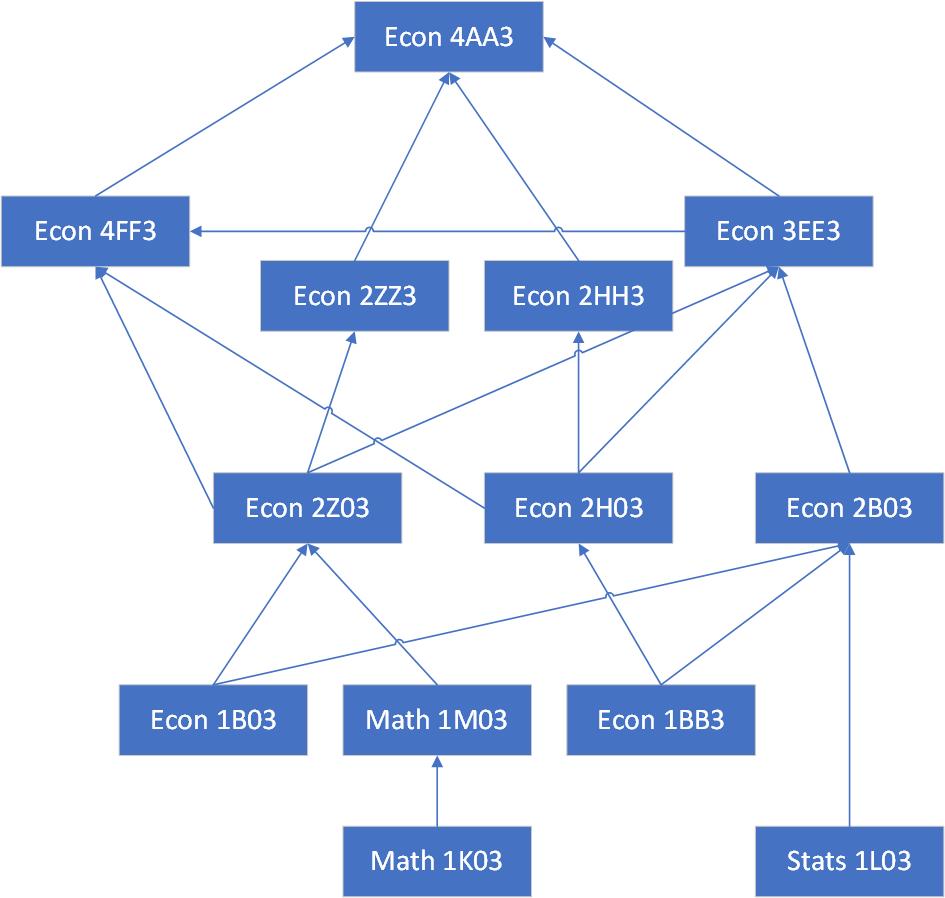 Econ 4AA3
Econ 4FF3
Econ 3EE3
Econ 2ZZ3
Econ 2HH3
Econ 2Z03
Econ 2H03
Econ 2B03
Econ 1B03
Math 1M03
Econ 1BB3
Math 1K03
Stats 1L03